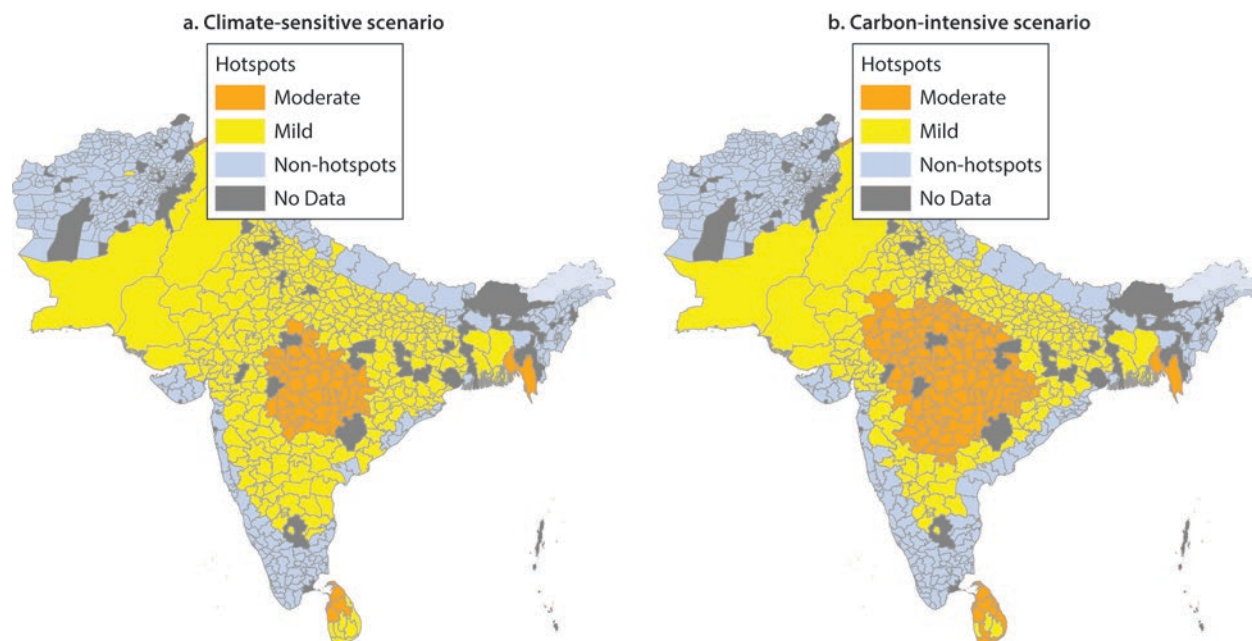 a. Climate-sensitive scenario
Hotspots
Moderate
Mild
Non-hotspots
No Data
b. Carbon-intensive scenario
Hotspots
Moderate
Mild
Non-hotspots
No Data